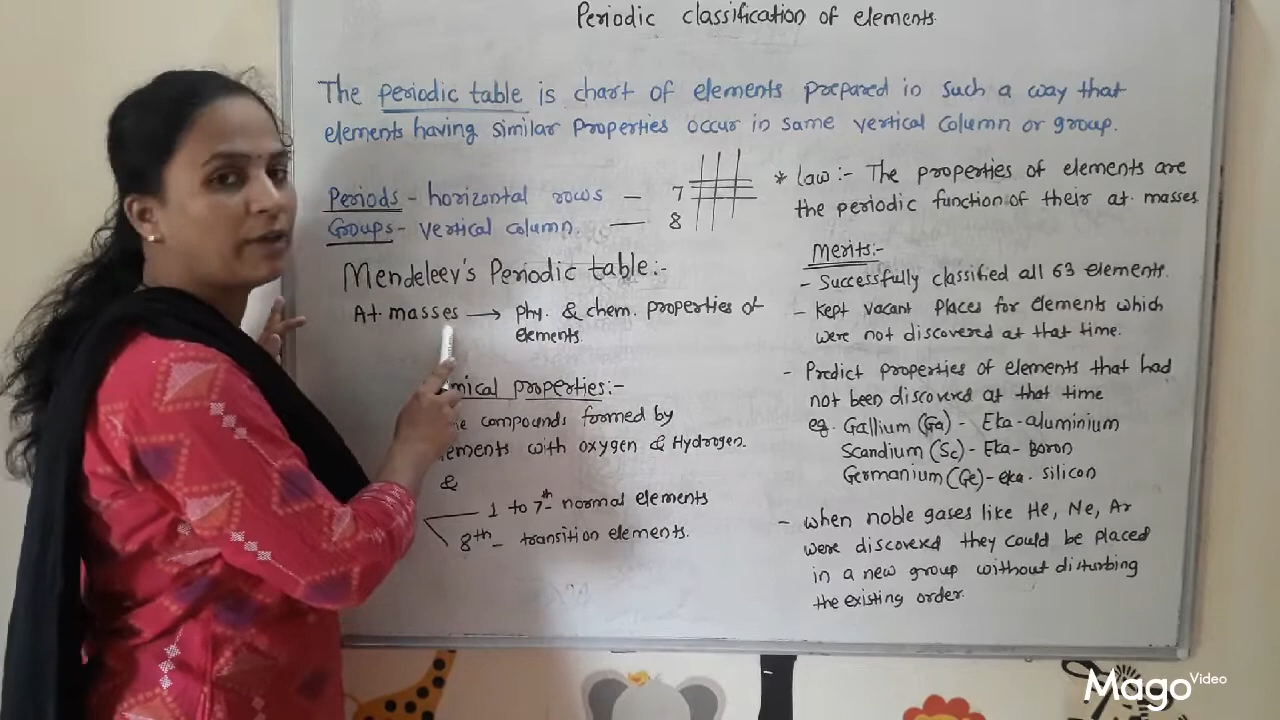 Periodic classification of elements
The periodic table is chart of elements prepared in such a way that
elements having similar properties occur in same vertical column or group.
Periods - horizontal rows — 7
Groups - vertical column. — 8
Mendeleev's Periodic table:-
At. masses → phy. & chem. properties of
elements.
mical properties:-
compounds formed by
ements with oxygen & Hydrogen.
&
1 to 7th - normal elements
8th - transition elements.
* law:- The properties of elements are
the periodic function of their at. masses
Merits:-
- Successfully classified all 63 elements.
- Kept vacant places for elements which
were not discovered at that time.
- Predict properties of elements that had
not been discovered at that time
eg. Gallium (Ga) - Eka-aluminium
Scandium (Sc) - Eka-Boron
Germanium (Ge) - eka-silicon
- when noble gases like He, Ne, Ar
were discovered they could be placed
in a new group without disturbing
the existing order.
Mago Video